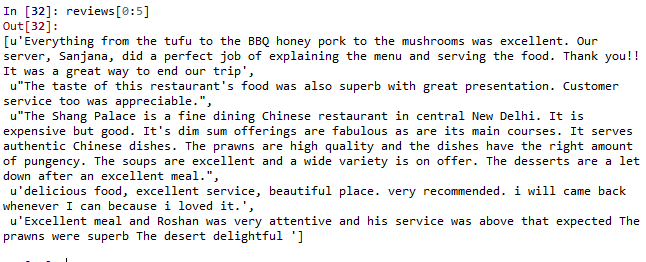 In [32]: reviews[0:5]
Out[32]:
[u'Everything from the tufu to the BBQ honey pork to the mushrooms was excellent. Our
server, Sanjana, did a perfect job of explaining the menu and serving the food. Thank you!!
It was a great way to end our trip',
 u"The taste of this restaurant's food was also superb with great presentation. Customer
service too was appreciable.",
 u"The Shang Palace is a fine dining Chinese restaurant in central New Delhi. It is
expensive but good. It's dim sum offerings are fabulous as are its main courses. It serves
authentic Chinese dishes. The prawns are high quality and the dishes have the right amount
of pungency. The soups are excellent and a wide variety is on offer. The desserts are a let
down after an excellent meal.",
 u'delicious food, excellent service, beautiful place. very recommended. i will came back
whenever I can because i loved it.',
 u'Excellent meal and Roshan was very attentive and his service was above that expected The
prawns were superb The desert delightful ']